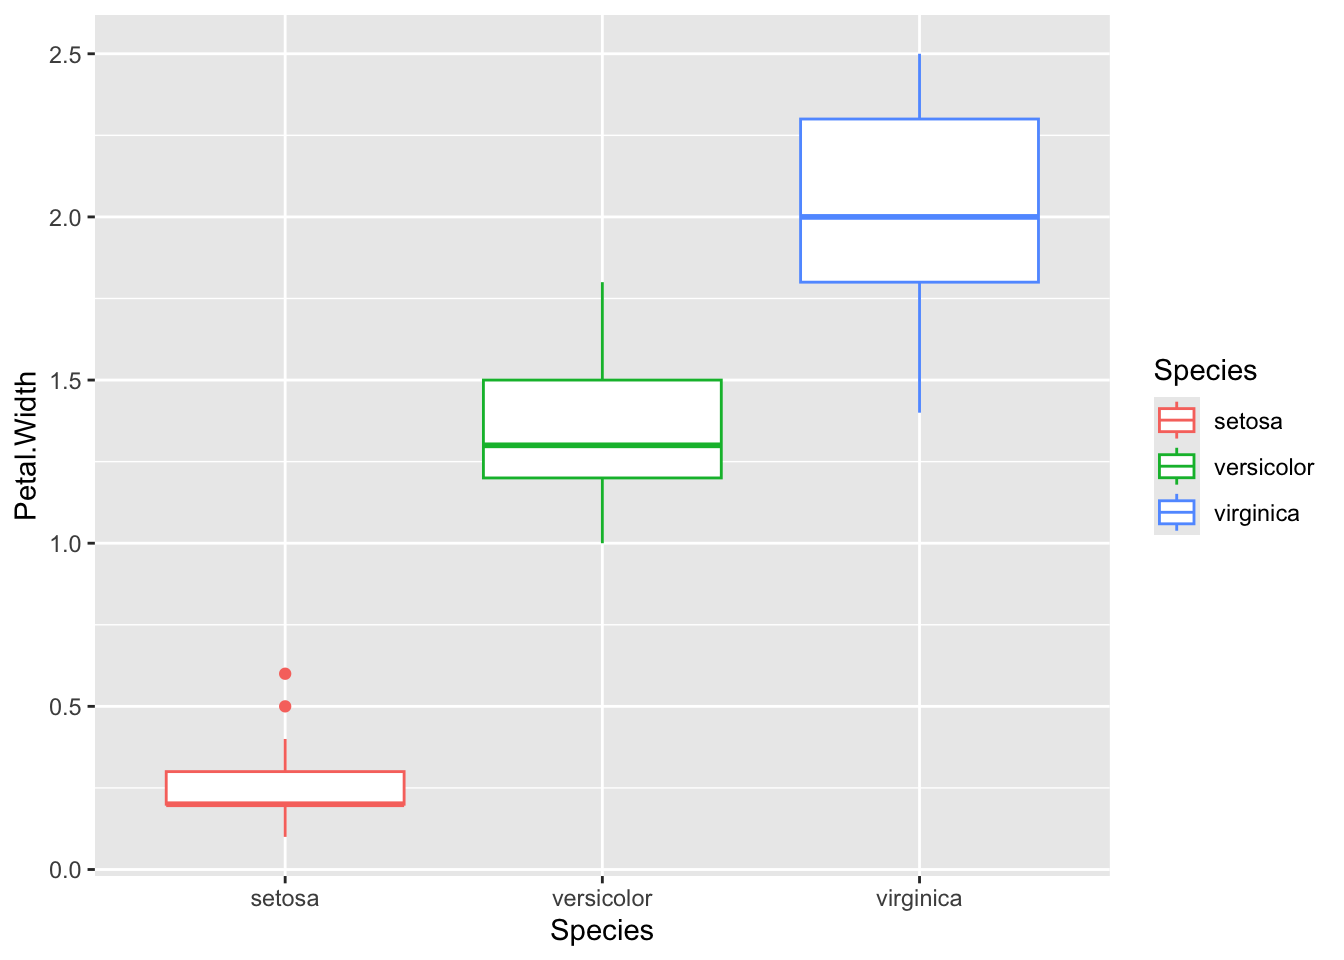 2.5
2.0
1.5
1.0
0.5
0.0
Petal.Width
setosa versicolor virginica
Species
Species
setosa
versicolor
virginica